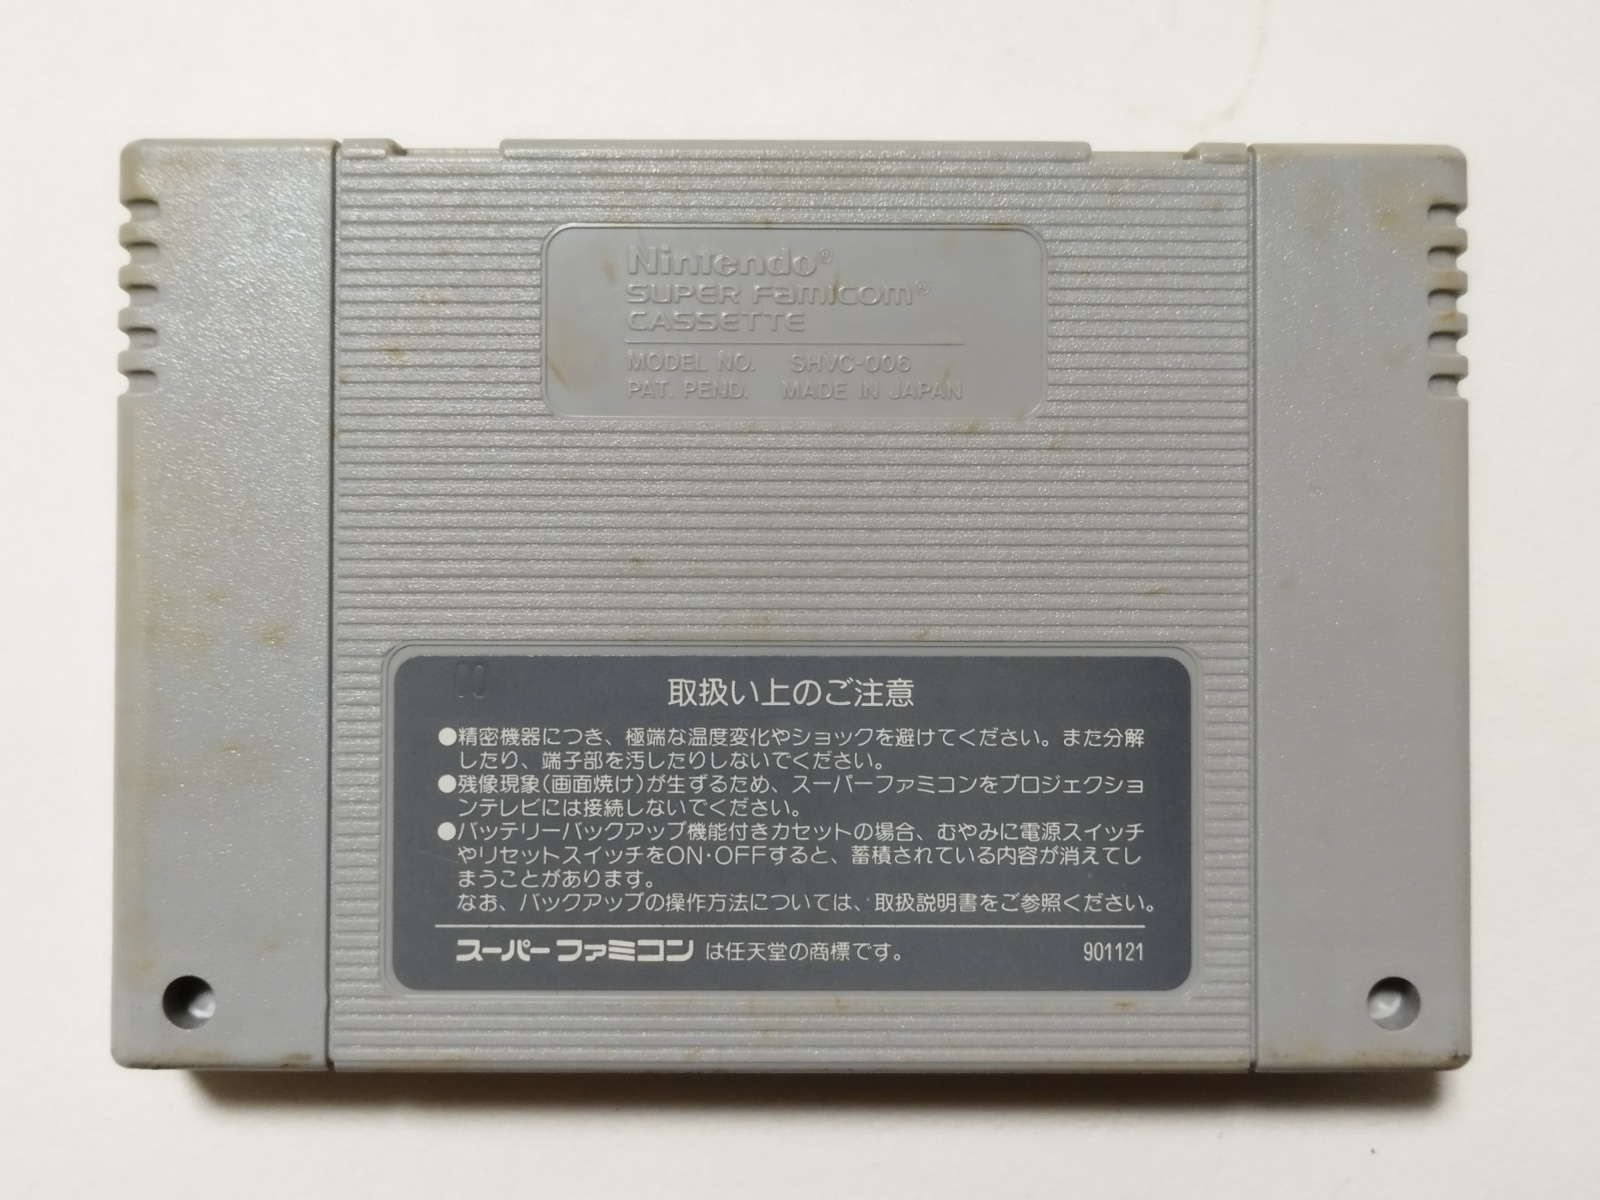 Nintendo®
SUPER FAMICOM®
CASSETTE
MODEL NO. SHVC-006
PAT. PEND. MADE IN JAPAN
取扱い上のご注意
●精密機器につき、極端な温度変化やショックを避けてください。また分解
したり、端子部を汚したりしないでください。
●残像現象(画面焼け)が生ずるため、スーパーファミコンをプロジェクショ
ンテレビには接続しないでください。
●バッテリーバックアップ機能付きカセットの場合、むやみに電源スイッチ
やリセットスイッチをON・OFFすると、蓄積されている内容が消えてし
まうことがあります。
なお、バックアップの操作方法については、取扱説明書をご参照ください。
スーパーファミコン は任天堂の商標です。 901121